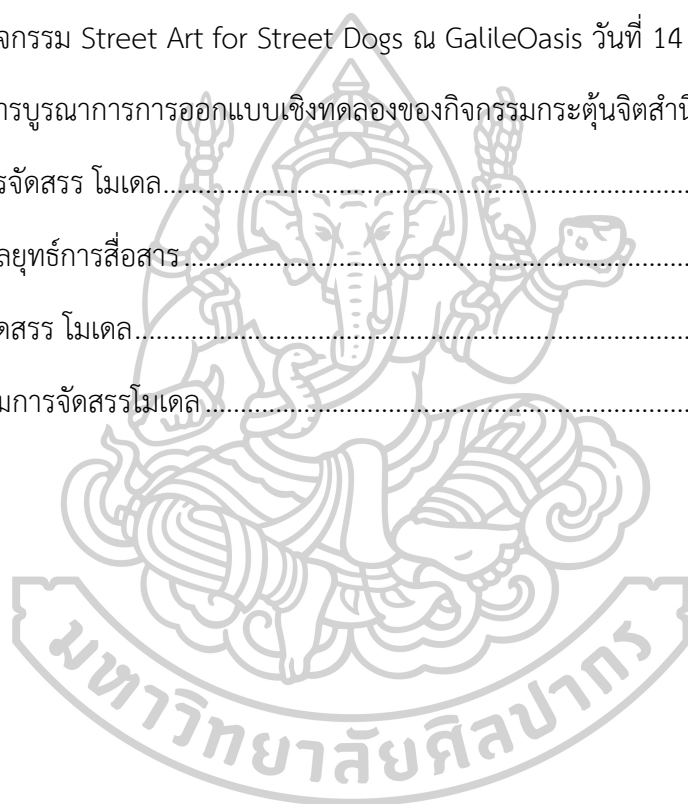 จกรรม Street Art for Street Dogs ณ GalileOasis วันที่ 14
ารบูรณาการการออกแบบเชิงทดลองของกิจกรรมกระตุ้นจิตสำนึ
รจัดสรร โมเดล
ลยุทธ์การสื่อสาร
ดสรร โมเดล
มการจัดสรรโมเดล
มหาวิทยาลัยศิลปากร